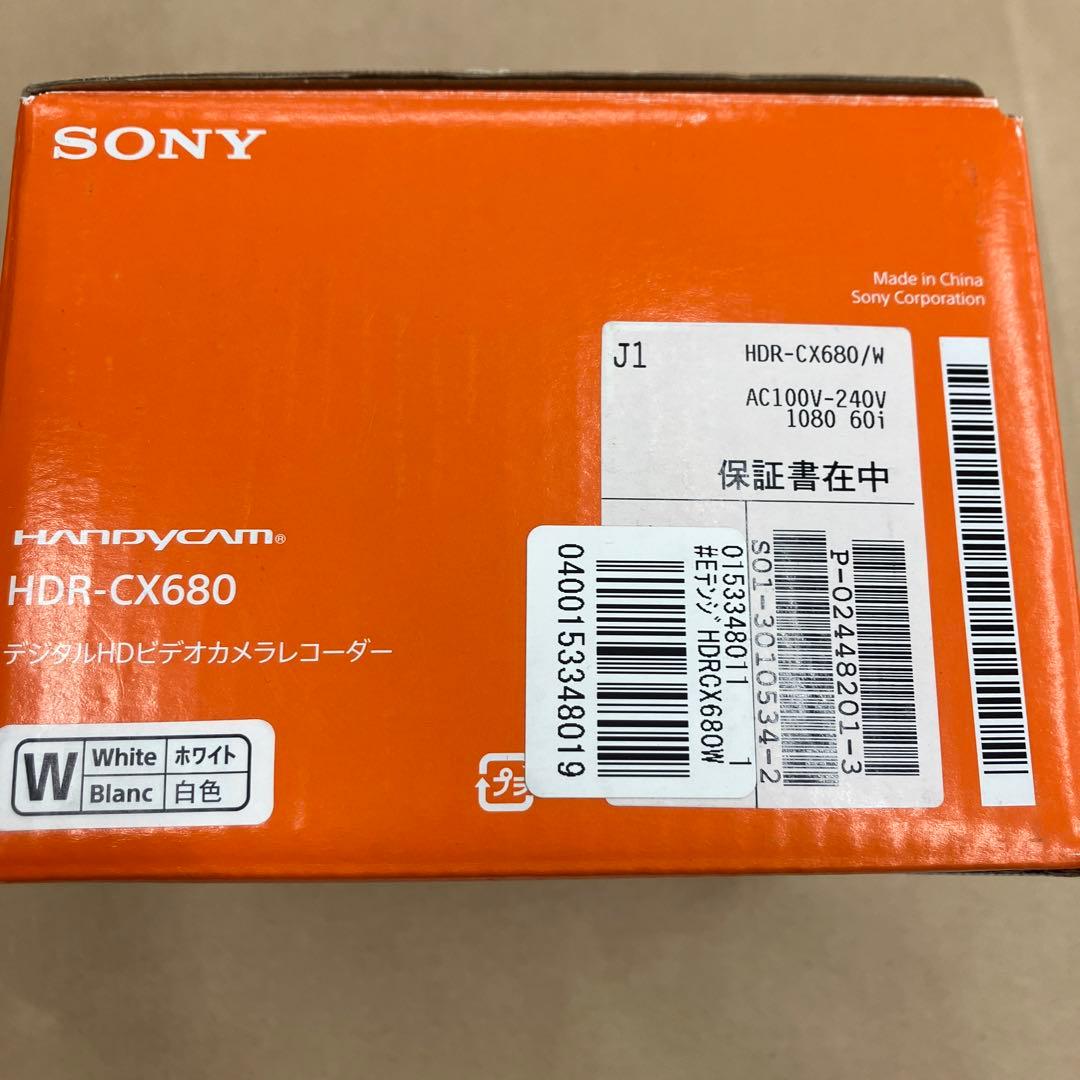 SONY
Made in China
Sony Corporation
J1
HDR-CX680/W
AC100V-240V
1080 60i
保証書在中
HANDYCAM®
HDR-CX680
デジタルHDビデオカメラレコーダー
W
White
ホワイト
Blanc
白色
プラ
0400153348019
0153348011 1
#Eテンジ HDRCX680W
S01-3010534-2
P-02448201-3